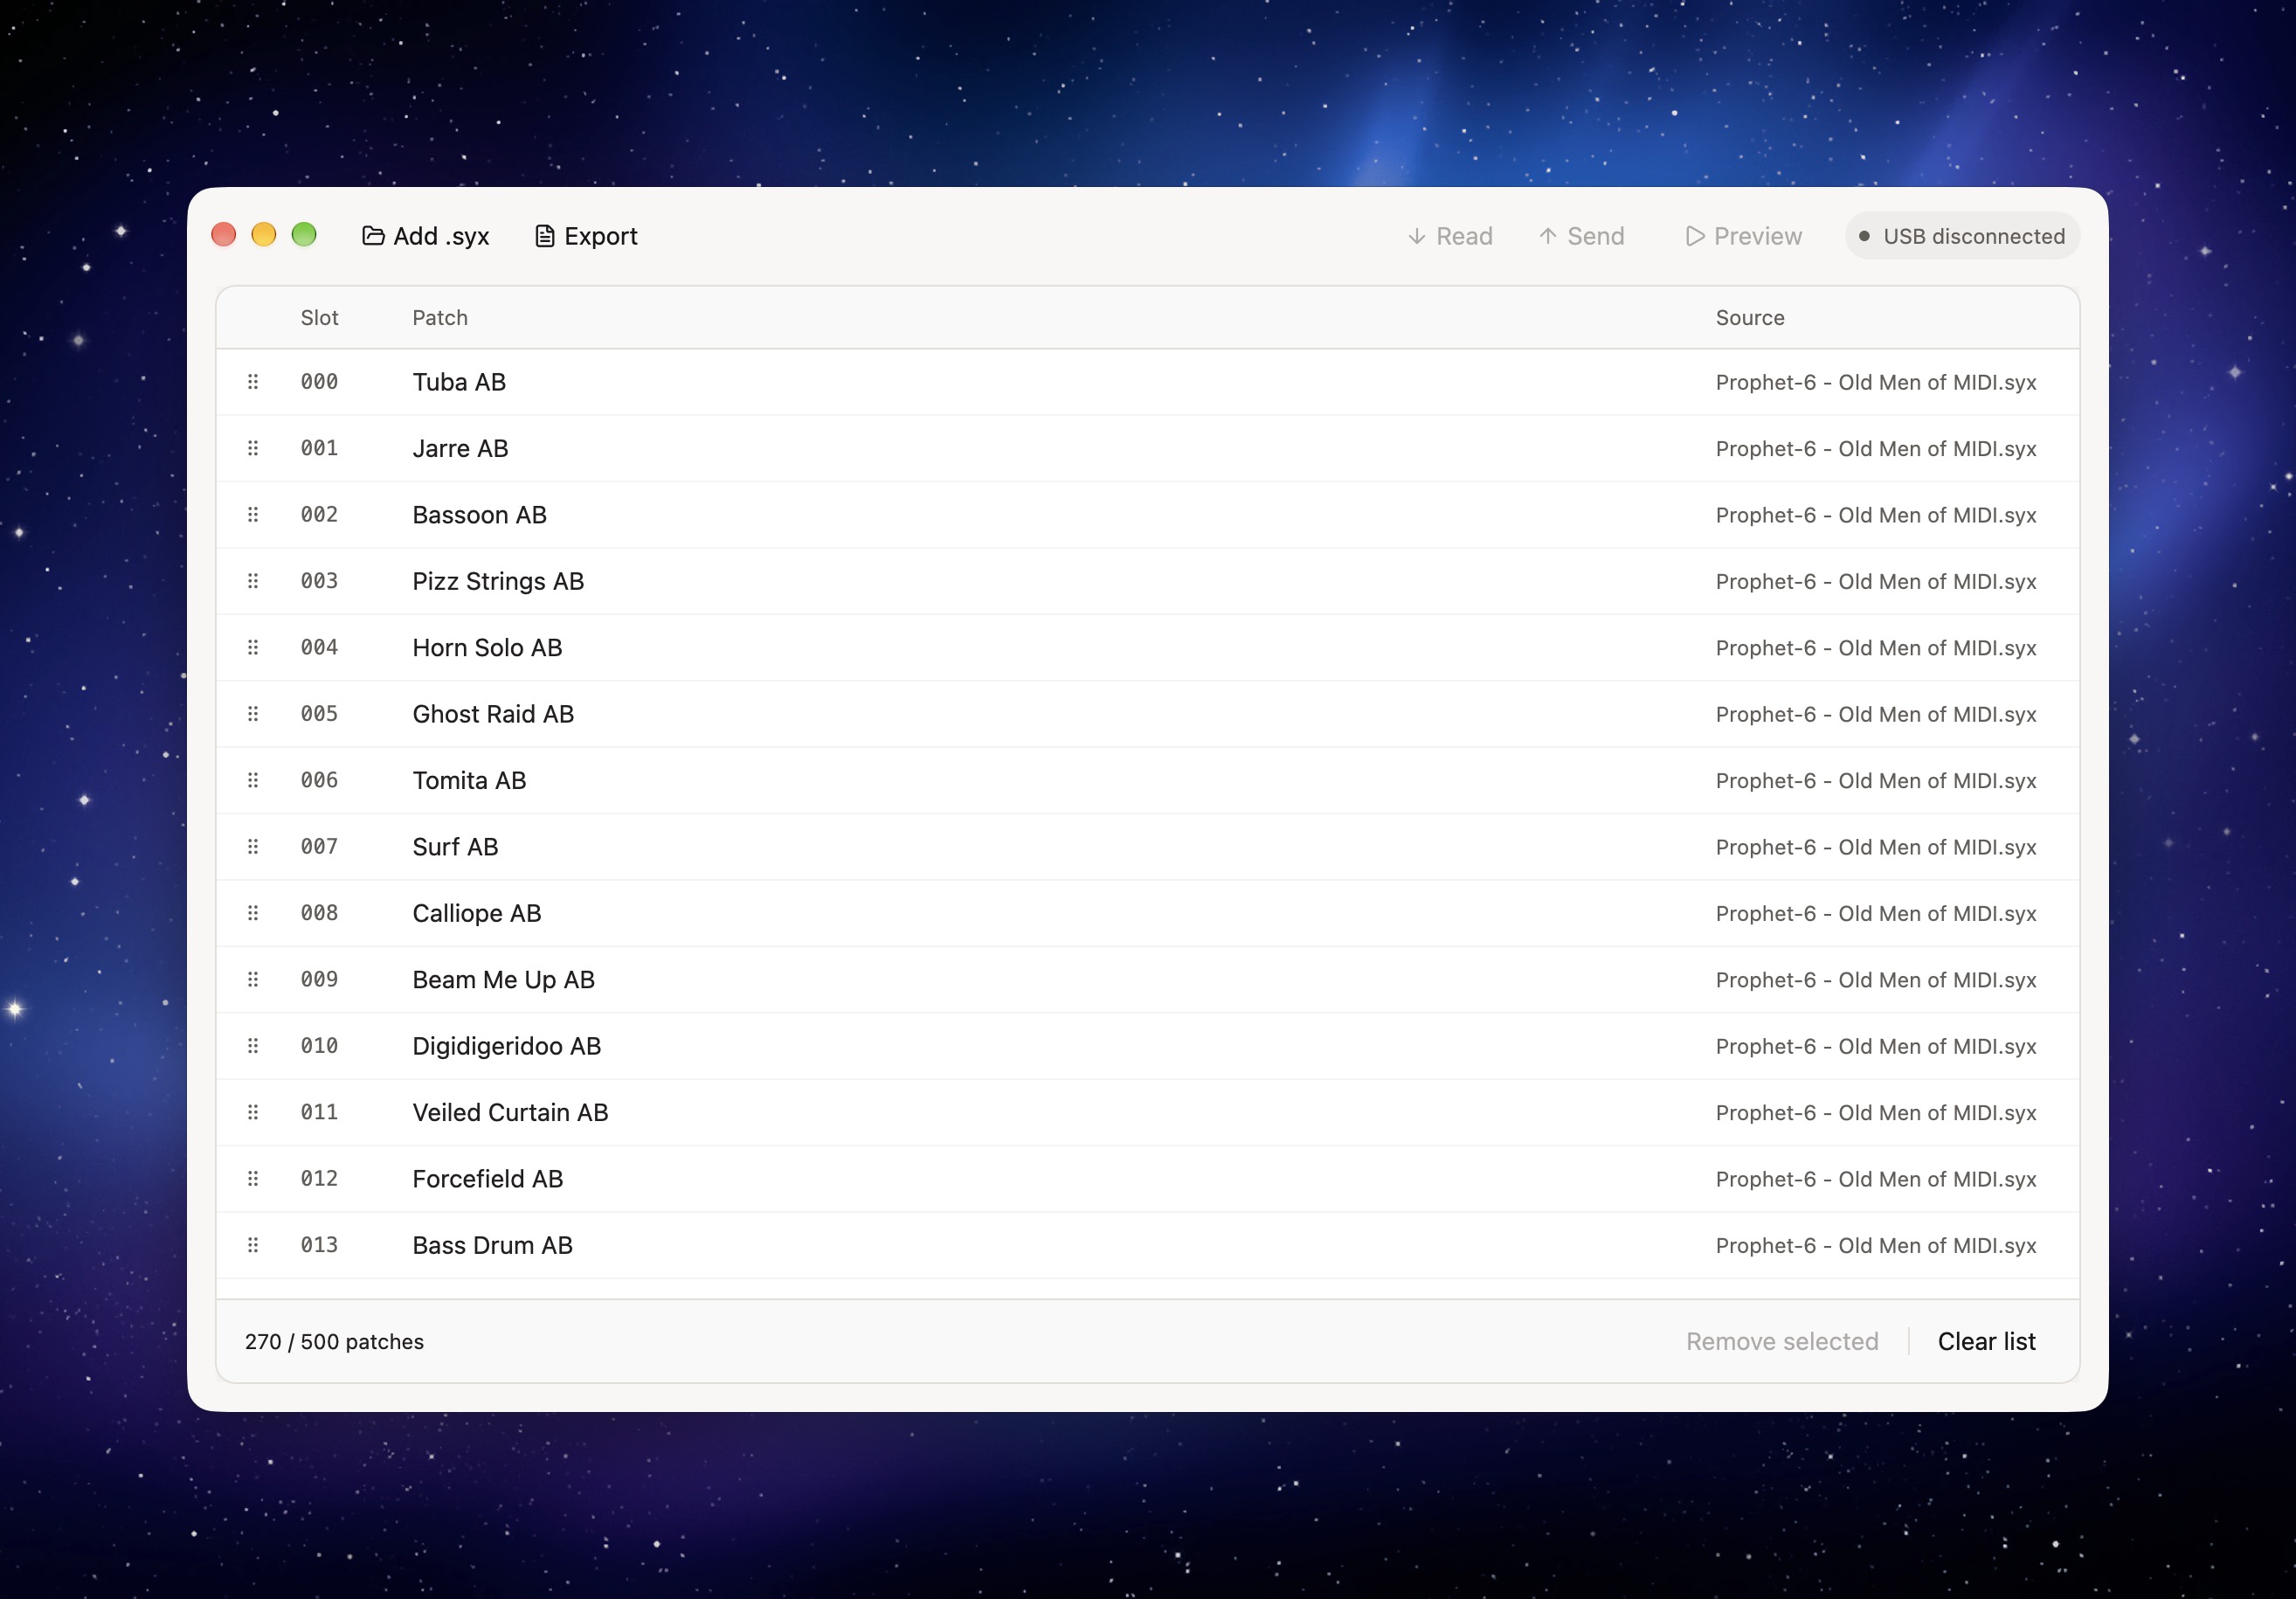 Add .syx Export Read Send Preview USB disconnected
Slot Patch Source
000 Tuba AB Prophet-6 - Old Men of MIDI.syx
001 Jarre AB Prophet-6 - Old Men of MIDI.syx
002 Bassoon AB Prophet-6 - Old Men of MIDI.syx
003 Pizz Strings AB Prophet-6 - Old Men of MIDI.syx
004 Horn Solo AB Prophet-6 - Old Men of MIDI.syx
005 Ghost Raid AB Prophet-6 - Old Men of MIDI.syx
006 Tomita AB Prophet-6 - Old Men of MIDI.syx
007 Surf AB Prophet-6 - Old Men of MIDI.syx
008 Calliope AB Prophet-6 - Old Men of MIDI.syx
009 Beam Me Up AB Prophet-6 - Old Men of MIDI.syx
010 Digidigeridoo AB Prophet-6 - Old Men of MIDI.syx
011 Veiled Curtain AB Prophet-6 - Old Men of MIDI.syx
012 Forcefield AB Prophet-6 - Old Men of MIDI.syx
013 Bass Drum AB Prophet-6 - Old Men of MIDI.syx
270 / 500 patches Remove selected Clear list